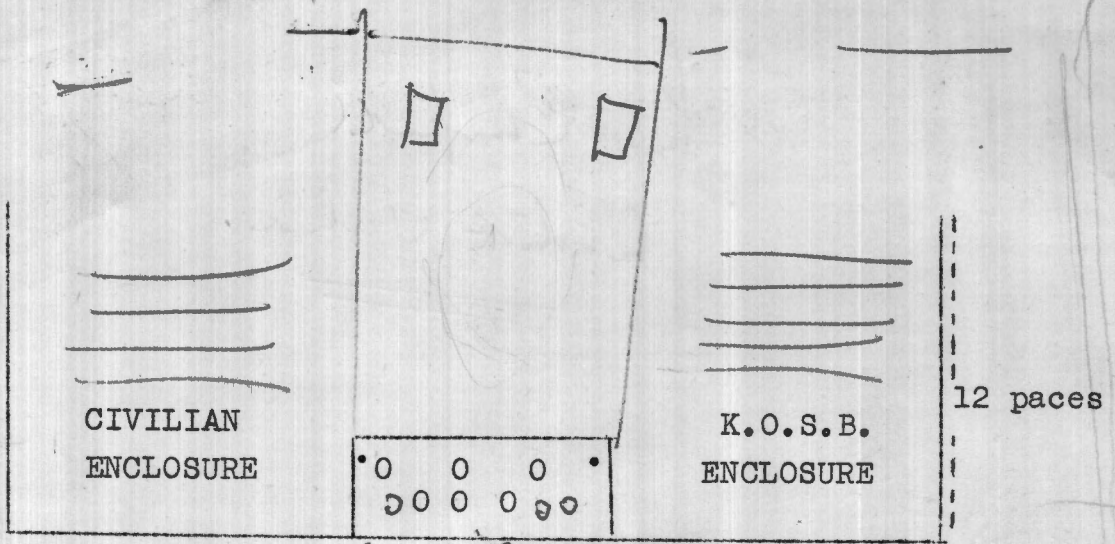 CIVILIAN
ENCLOSURE
K.O.S.B.
ENCLOSURE
12 paces